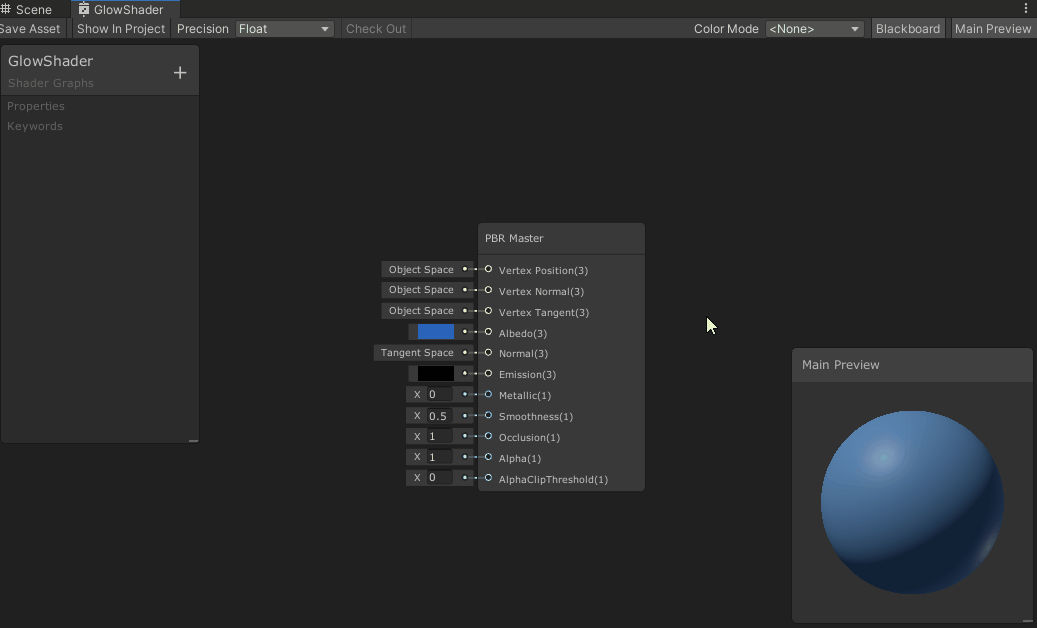 Scene GlowShader
Save Asset Show In Project Precision Float Check Out Color Mode <None> Blackboard Main Preview
GlowShader
Shader Graphs
Properties
Keywords
PBR Master
Object Space Vertex Position(3)
Object Space Vertex Normal(3)
Object Space Vertex Tangent(3)
Albedo(3)
Tangent Space Normal(3)
Emission(3)
X 0 Metallic(1)
X 0.5 Smoothness(1)
X 1 Occlusion(1)
X 1 Alpha(1)
X 0 AlphaClipThreshold(1)
Main Preview